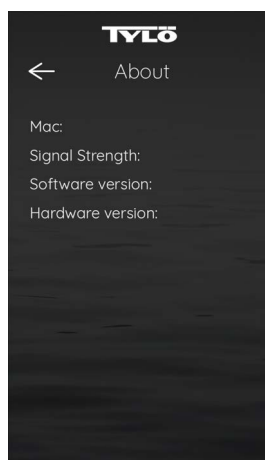 TYLÖ
About
Mac:
Signal Strength:
Software version:
Hardware version: